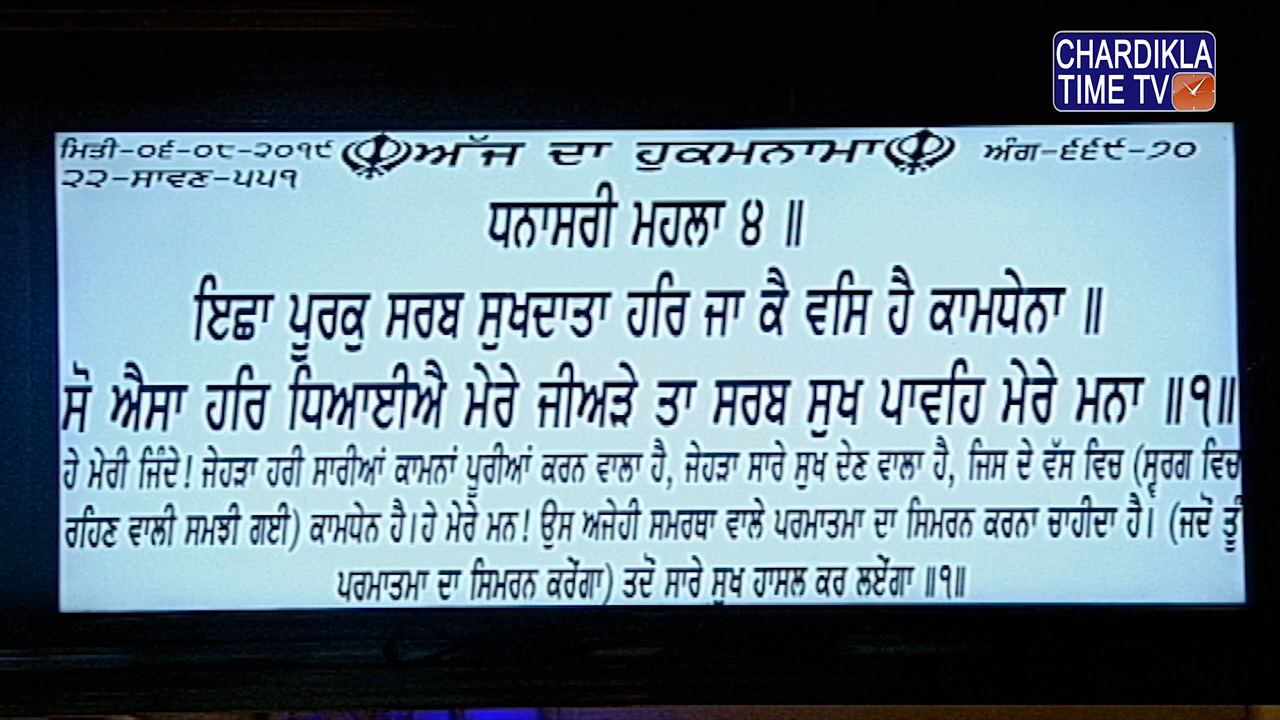 CHARDIKLA
TIME TV
ਮਿਤੀ-੦੬-੦੮-੨੦੧੯ ਅੱਜ ਦਾ ਹੁਕਮਨਾਮਾ ਅੰਗ-੬੬੯-੭੦
੨੨-ਸਾਵਣ-੫੫੧
ਧਨਾਸਰੀ ਮਹਲਾ ੪ ॥
ਇਛਾ ਪੂਰਕੁ ਸਰਬ ਸੁਖਦਾਤਾ ਹਰਿ ਜਾ ਕੈ ਵਸਿ ਹੈ ਕਾਮਧੇਨਾ ॥
ਸੋ ਐਸਾ ਹਰਿ ਧਿਆਈਐ ਮੇਰੇ ਜੀਅੜੇ ਤਾ ਸਰਬ ਸੁਖ ਪਾਵਹਿ ਮੇਰੇ ਮਨਾ ॥੧॥
ਹੇ ਮੇਰੀ ਜਿੰਦੇ! ਜੇਹੜਾ ਹਰੀ ਸਾਰੀਆਂ ਕਾਮਨਾਂ ਪੂਰੀਆਂ ਕਰਨ ਵਾਲਾ ਹੈ, ਜੇਹੜਾ ਸਾਰੇ ਸੁਖ ਦੇਣ ਵਾਲਾ ਹੈ, ਜਿਸ ਦੇ ਵੱਸ ਵਿਚ (ਸ੍ਵਰਗ ਵਿਚ
ਰਹਿਣ ਵਾਲੀ ਸਮਝੀ ਗਈ) ਕਾਮਧੇਨ ਹੈ। ਹੇ ਮੇਰੇ ਮਨ! ਉਸ ਅਜੇਹੀ ਸਮਰਥਾ ਵਾਲੇ ਪਰਮਾਤਮਾ ਦਾ ਸਿਮਰਨ ਕਰਨਾ ਚਾਹੀਦਾ ਹੈ। (ਜਦੋਂ ਤੂੰ
ਪਰਮਾਤਮਾ ਦਾ ਸਿਮਰਨ ਕਰੇਂਗਾ) ਤਦੋਂ ਸਾਰੇ ਸੁਖ ਹਾਸਲ ਕਰ ਲਏਂਗਾ ॥੧॥